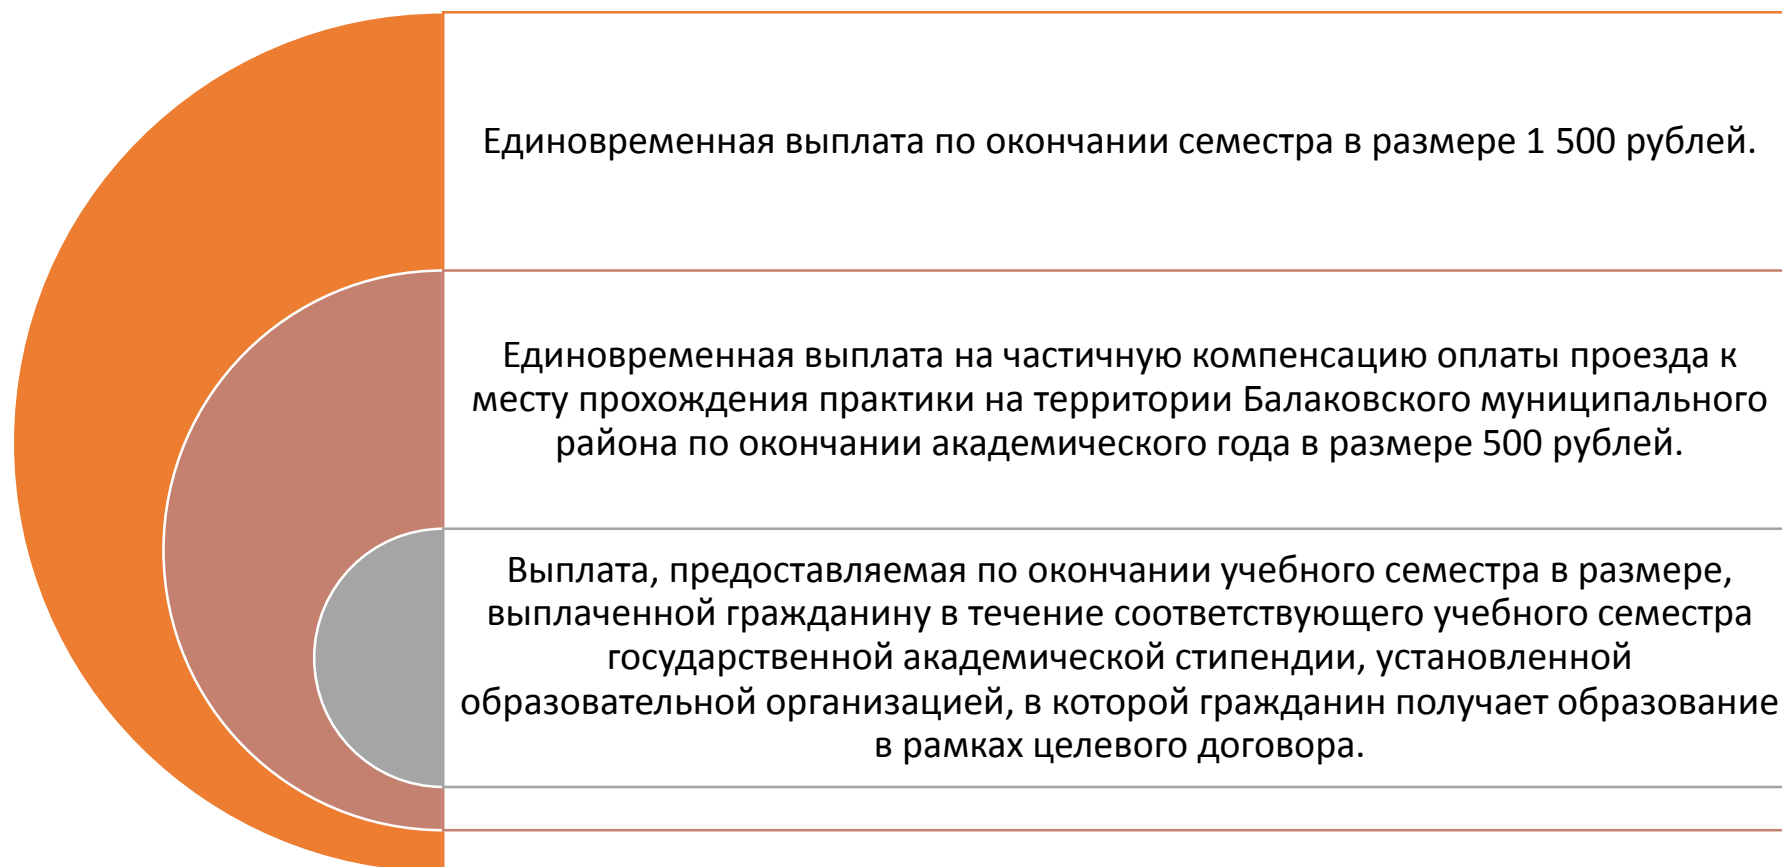 Единовременная выплата по окончании семестра в размере 1 500 рублей.
Единовременная выплата на частичную компенсацию оплаты проезда к
месту прохождения практики на территории Балаковского муниципального
района по окончании академического года в размере 500 рублей.
Выплата, предоставляемая по окончании учебного семестра в размере,
выплаченной гражданину в течение соответствующего учебного семестра
государственной академической стипендии, установленной
образовательной организацией, в которой гражданин получает образование
в рамках целевого договора.